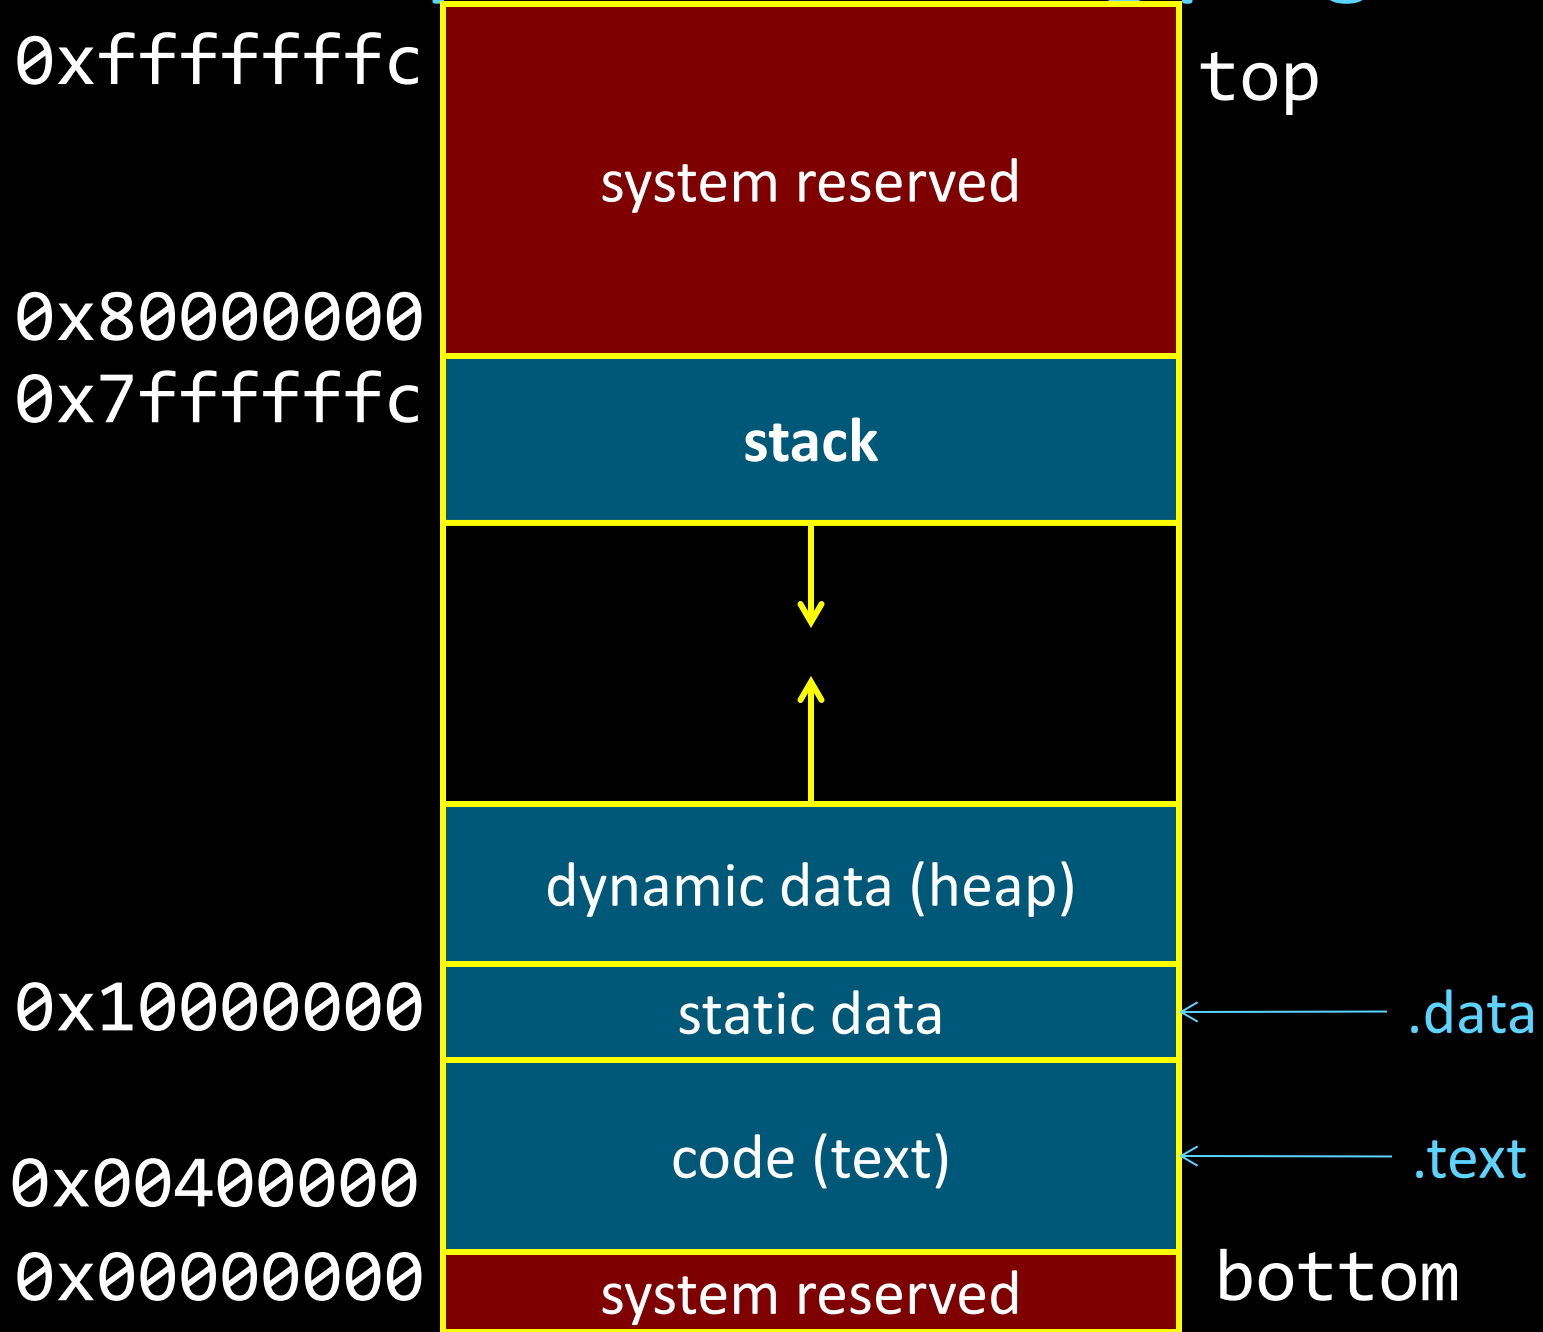 0xfffffffc
top
system reserved
0x80000000
0x7ffffffc
stack
dynamic data (heap)
0x10000000
static data
.data
code (text)
.text
0x00400000
0x00000000
bottom
system reserved